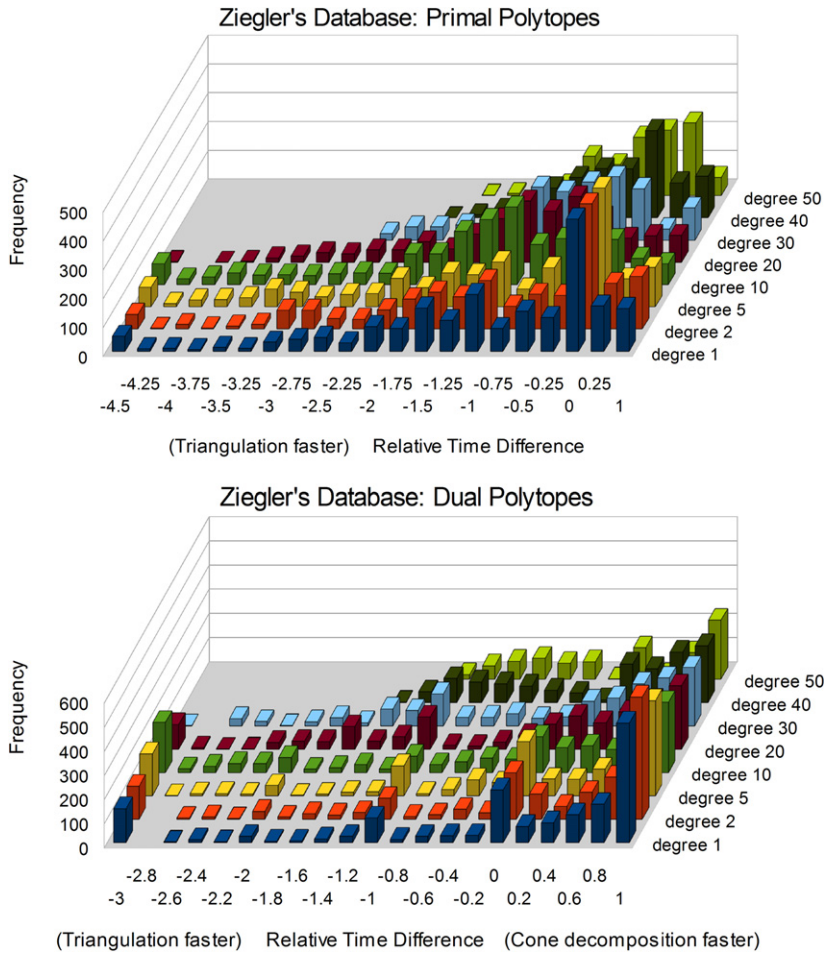 Ziegler's Database: Primal Polytopes
Frequency
500
400
300
200
100
0
degree 50
degree 40
degree 30
degree 20
degree 10
degree 5
degree 2
degree 1
-4.25 -3.75 -3.25 -2.75 -2.25 -1.75 -1.25 -0.75 -0.25 0.25
-4.5 -4 -3.5 -3 -2.5 -2 -1.5 -1 -0.5 0 1
(Triangulation faster) Relative Time Difference
Ziegler's Database: Dual Polytopes
Frequency
600
500
400
300
200
100
0
degree 50
degree 40
degree 30
degree 20
degree 10
degree 5
degree 2
degree 1
-2.8 -2.4 -2 -1.6 -1.2 -0.8 -0.4 0 0.4 0.8
-3 -2.6 -2.2 -1.8 -1.4 -1 -0.6 -0.2 0.2 0.6 1
(Triangulation faster) Relative Time Difference (Cone decomposition faster)